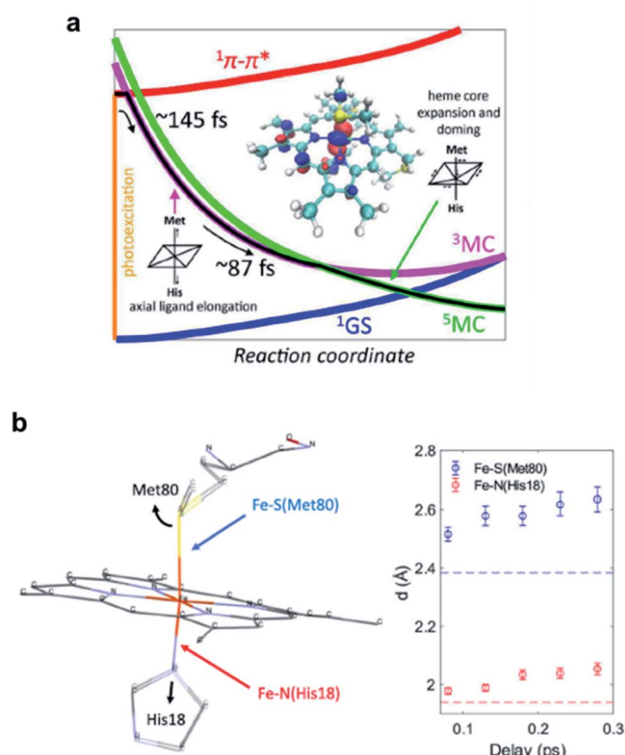 a
¹π-π*
~145 fs
heme core
expansion and
doming
Met
His
photoexcitation
Met
His
axial ligand elongation
~87 fs
³MC
¹GS
⁵MC
Reaction coordinate
b
Met80
Fe-S(Met80)
Fe-N(His18)
His18
2.8
2.6
2.4
2.2
2
d (Å)
Fe-S(Met80)
Fe-N(His18)
0.1
0.2
0.3
Delay (ps)